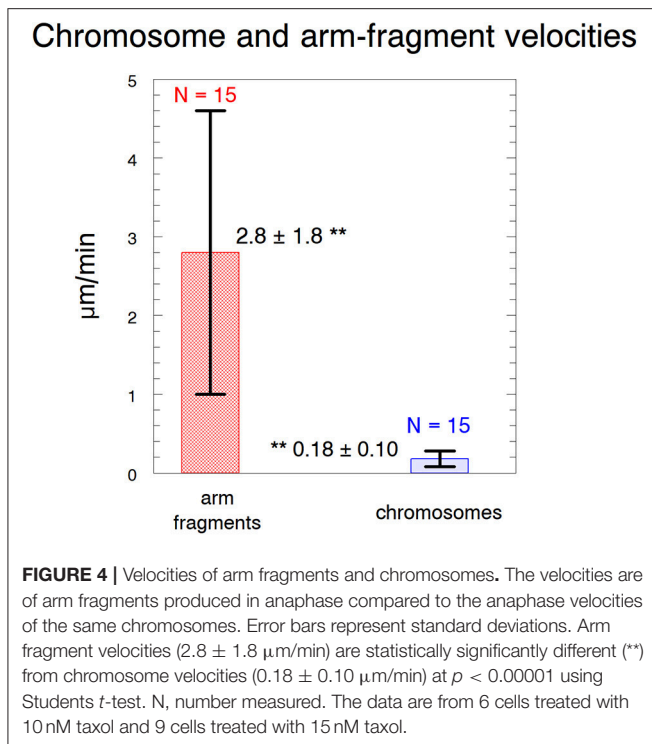 Chromosome and arm-fragment velocities
5
N = 15
4
3
2.8 ± 1.8 **
μm/min
2
1
N = 15
** 0.18 ± 0.10
0
arm
fragments
chromosomes
FIGURE 4 | Velocities of arm fragments and chromosomes. The velocities are
of arm fragments produced in anaphase compared to the anaphase velocities
of the same chromosomes. Error bars represent standard deviations. Arm
fragment velocities (2.8 ± 1.8 μm/min) are statistically significantly different (**)
from chromosome velocities (0.18 ± 0.10 μm/min) at p < 0.00001 using
Students t-test. N, number measured. The data are from 6 cells treated with
10 nM taxol and 9 cells treated with 15 nM taxol.